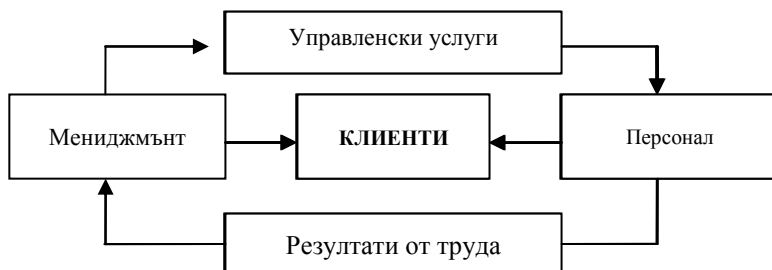 Управленски услуги
Мениджмънт
КЛИЕНТИ
Персонал
Резултати от труда